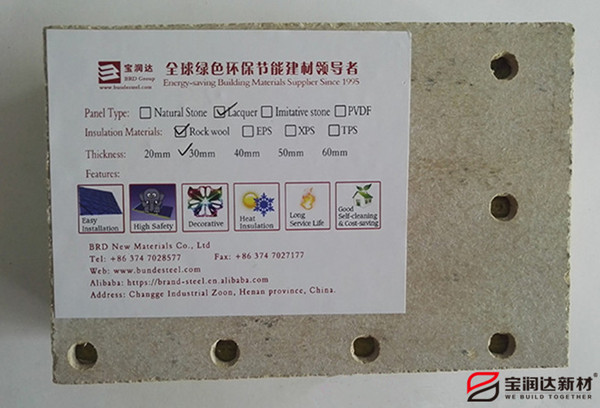 宝润达
BRD Group
www.bundesteel.com
全球绿色环保节能建材领导者
Energy-saving Building Materials Supplier Since 1995
Panel Type: Natural Stone Lacquer Imitative stone PVDF
Insulation Materials: Rock wool EPS XPS TPS
Thickness: 20mm 30mm 40mm 50mm 60mm
Features:
Easy Installation
High Safety
Decorative
Heat Insulation
Long Service Life
Good Self-cleaning & Cost-saving
BRD New Materials Co., Ltd
Tel: +86 374 7028577 Fax: +86 374 7027177
Web: www.bundesteel.com
Alibaba: https://brand-steel.en.alibaba.com
Address: Changge Industrial Zoon, Henan province, China.
宝润达新材®
WE BUILD TOGETHER